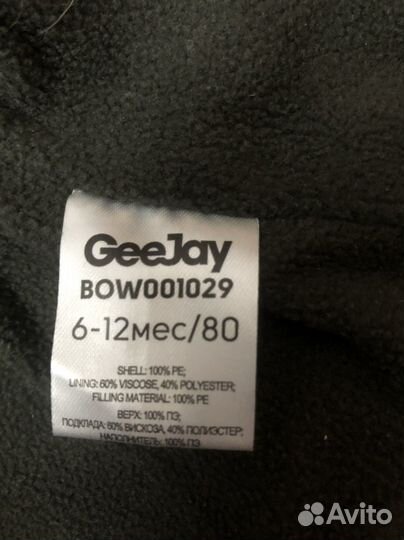 GeeJay
BOW001029
6-12мес/80
SHELL: 100% PE;
LINING: 60% VISCOSE, 40% POLYESTER;
FILLING MATERIAL: 100% PE
ВЕРХ: 100% ПЭ;
ПОДКЛАДА: 60% ВИСКОЗА, 40% ПОЛИЭСТЕР;
НАПОЛНИТЕЛЬ: 100% ПЭ
Avito